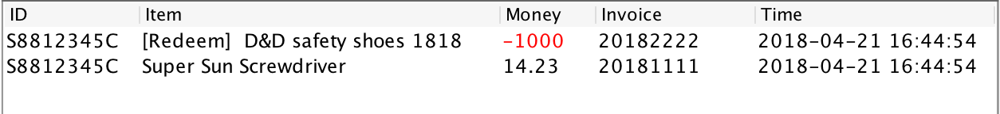 ID Item Money Invoice Time
S8812345C [Redeem] D&D safety shoes 1818 -1000 20182222 2018-04-21 16:44:54
S8812345C Super Sun Screwdriver 14.23 20181111 2018-04-21 16:44:54